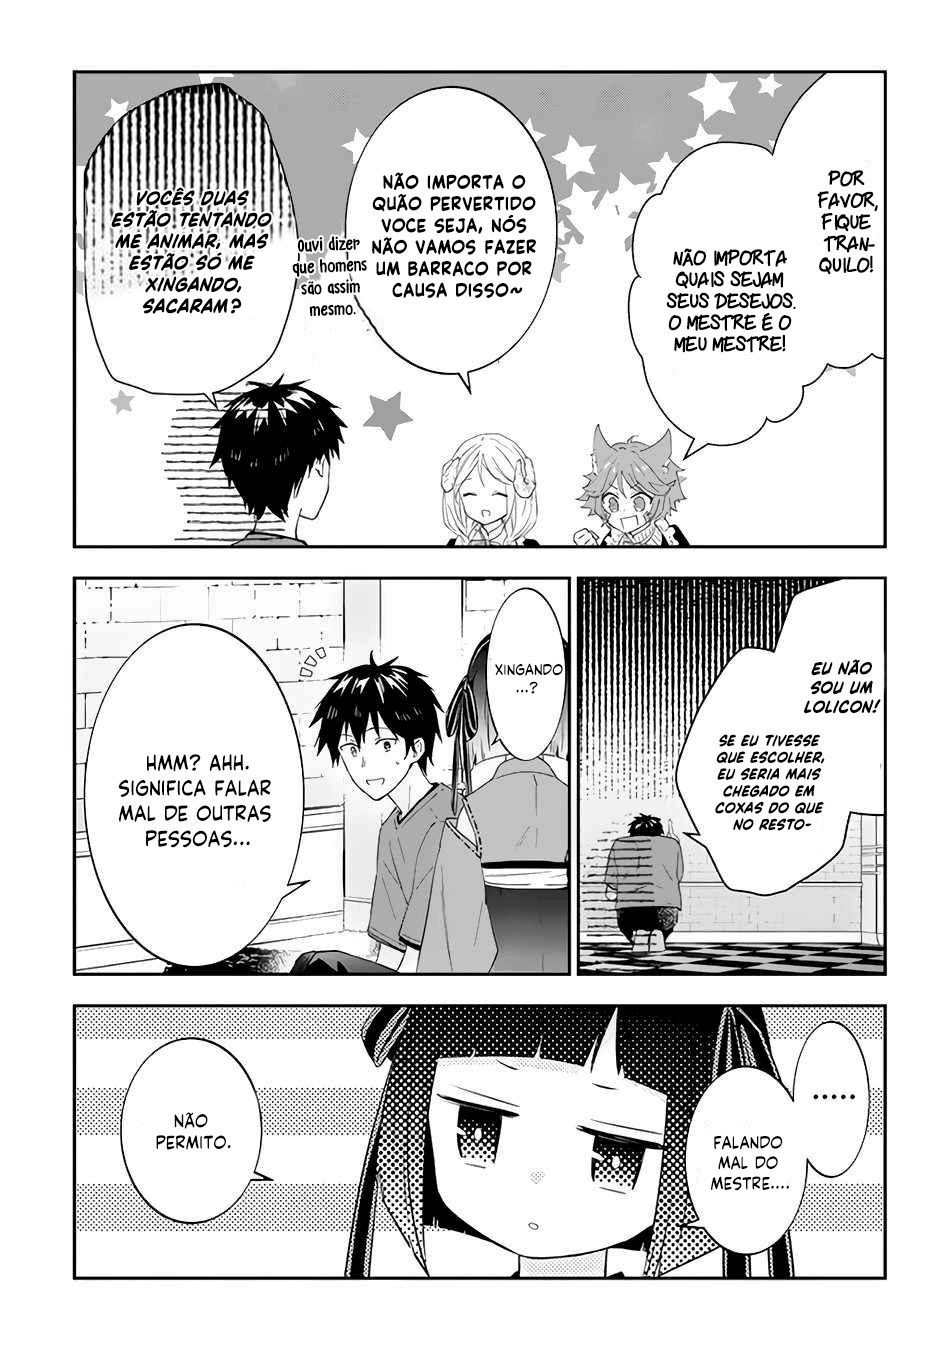 POR
FAVOR,
FIQUE
TRAN-
QUILO!
NÃO IMPORTA
QUAIS SEJAM
SEUS DESEJOS.
O MESTRE É O
MEU MESTRE!
NÃO IMPORTA O
QUÃO PERVERTIDO
VOCE SEJA, NÓS
NÃO VAMOS FAZER
UM BARRACO POR
CAUSA DISSO~
Ouvi dizer
que homens
são assim
mesmo.
VOCÊS DUAS
ESTÃO TENTANDO
ME ANIMAR, MAS
ESTÃO SÓ ME
XINGANDO,
SACARAM?
EU NÃO
SOU UM
LOLICON!
SE EU TIVESSE
QUE ESCOLHER,
EU SERIA MAIS
CHEGADO EM
COXAS DO QUE
NO RESTO-
XINGANDO
...?
HMM? AHH.
SIGNIFICA FALAR
MAL DE OUTRAS
PESSOAS...
.....
FALANDO
MAL DO
MESTRE....
NÃO
PERMITO.